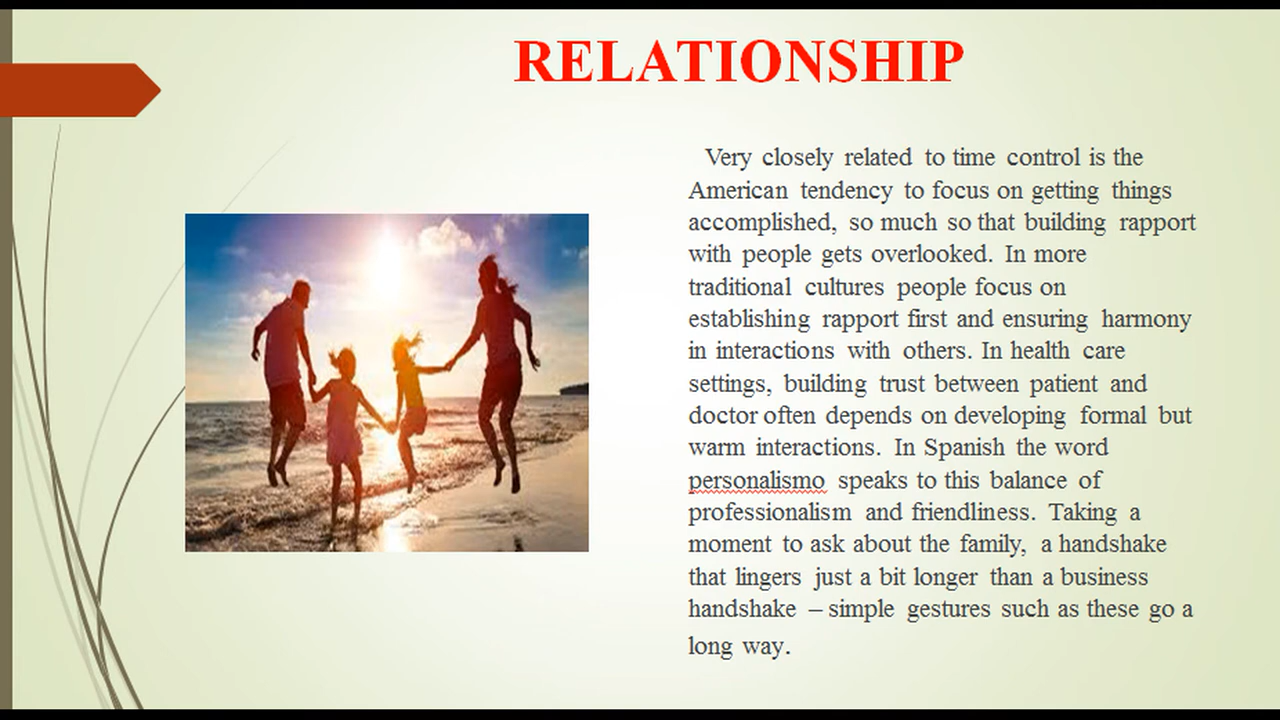 RELATIONSHIP
Very closely related to time control is the
American tendency to focus on getting things
accomplished, so much so that building rapport
with people gets overlooked. In more
traditional cultures people focus on
establishing rapport first and ensuring harmony
in interactions with others. In health care
settings, building trust between patient and
doctor often depends on developing formal but
warm interactions. In Spanish the word
personalismo speaks to this balance of
professionalism and friendliness. Taking a
moment to ask about the family, a handshake
that lingers just a bit longer than a business
handshake – simple gestures such as these go a
long way.